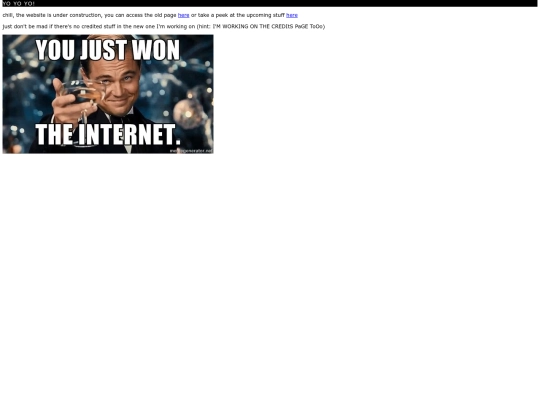 YO YO YO!
chill, the website is under construction, you can access the old page here or take a peek at the upcoming stuff here
just don't be mad if there's no credited stuff in the new one I'm working on (hint: I'M WORKING ON THE CREDIIS PaGE ToDo)
YOU JUST WON
THE INTERNET.
memegenerator.net